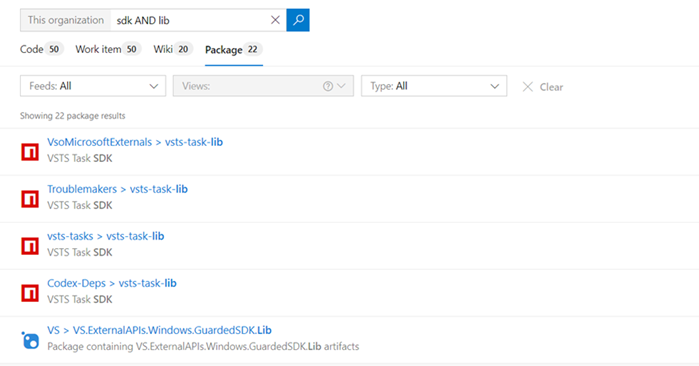 This organization sdk AND lib
Code 50 Work item 50 Wiki 20 Package 22
Feeds: All Views: Type: All Clear
Showing 22 package results
VsoMicrosoftExternals > vsts-task-lib
VSTS Task SDK
Troublemakers > vsts-task-lib
VSTS Task SDK
vsts-tasks > vsts-task-lib
VSTS Task SDK
Codex-Deps > vsts-task-lib
VSTS Task SDK
VS > VS.ExternalAPIs.Windows.GuardedSDK.Lib
Package containing VS.ExternalAPIs.Windows.GuardedSDK.Lib artifacts